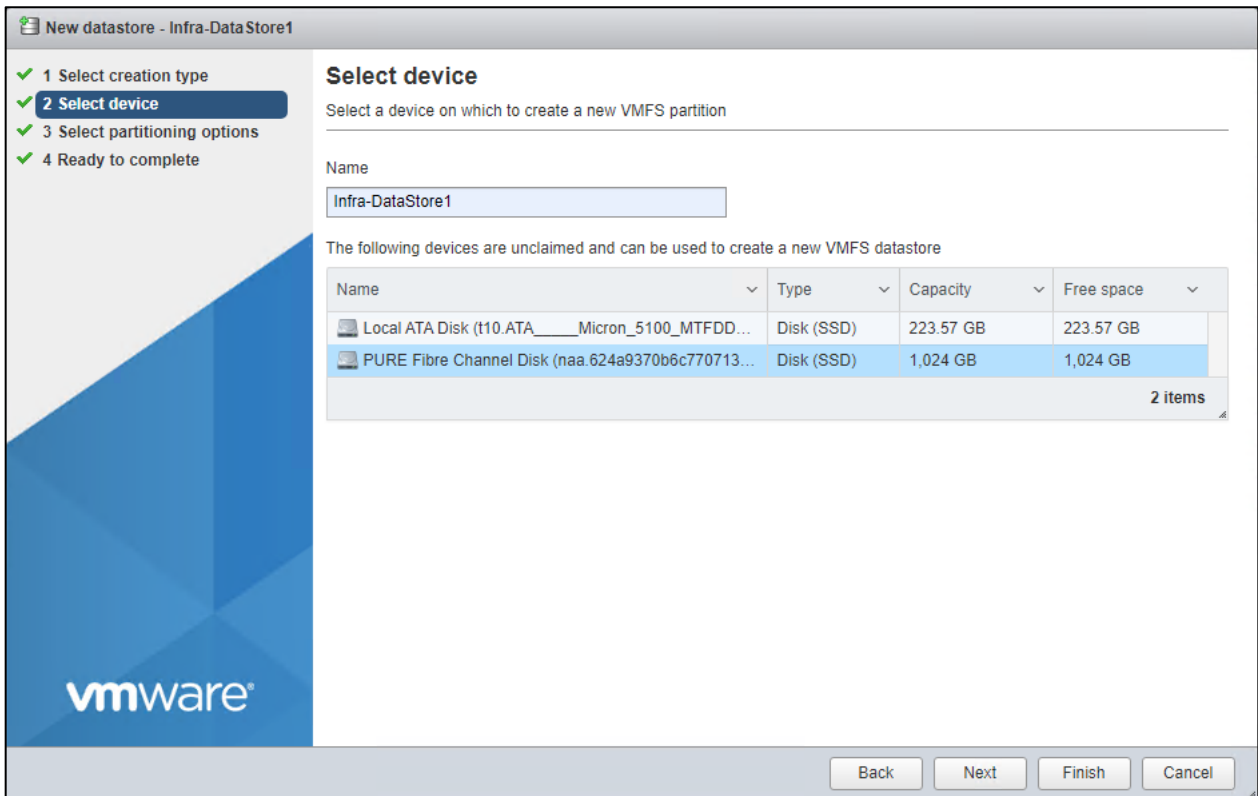 New datastore - Infra-DataStore1
1 Select creation type
2 Select device
3 Select partitioning options
4 Ready to complete
Select device
Select a device on which to create a new VMFS partition
Name
Infra-DataStore1
The following devices are unclaimed and can be used to create a new VMFS datastore
Name Type Capacity Free space
Local ATA Disk (t10.ATA_____Micron_5100_MTFDD... Disk (SSD) 223.57 GB 223.57 GB
PURE Fibre Channel Disk (naa.624a9370b6c770713... Disk (SSD) 1,024 GB 1,024 GB
2 items
vmware®
Back Next Finish Cancel